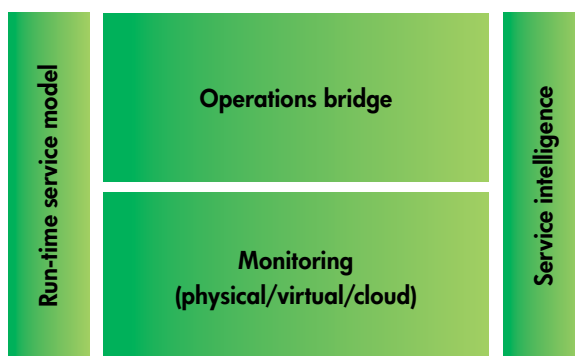 Run-time service model
Operations bridge
Monitoring
(physical/virtual/cloud)
Service intelligence